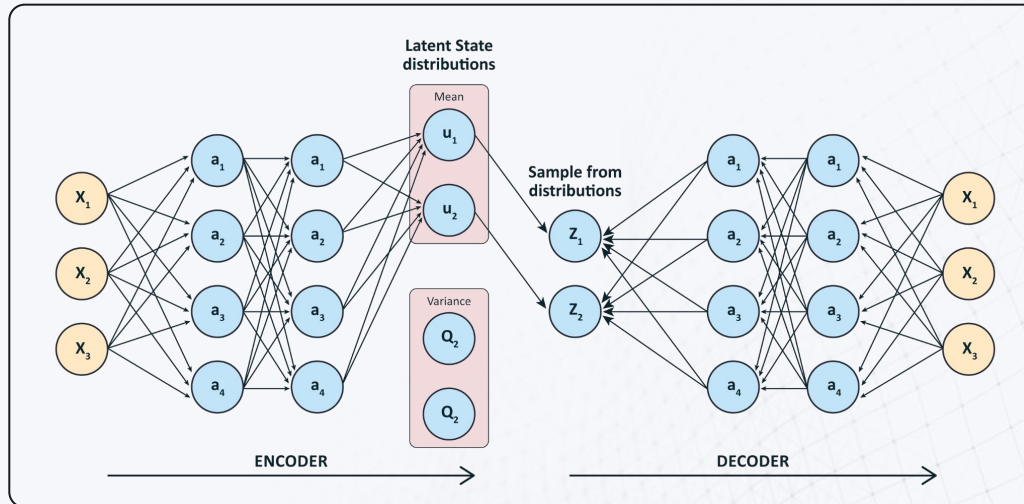 Latent State
distributions
Mean
Variance
Sample from
distributions
X₁
X₂
X₃
a₁
a₂
a₃
a₄
a₁
a₂
a₃
a₄
u₁
u₂
Q₂
Q₂
Z₁
Z₂
a₁
a₂
a₃
a₄
a₁
a₂
a₃
a₄
X₁
X₂
X₃
ENCODER
DECODER